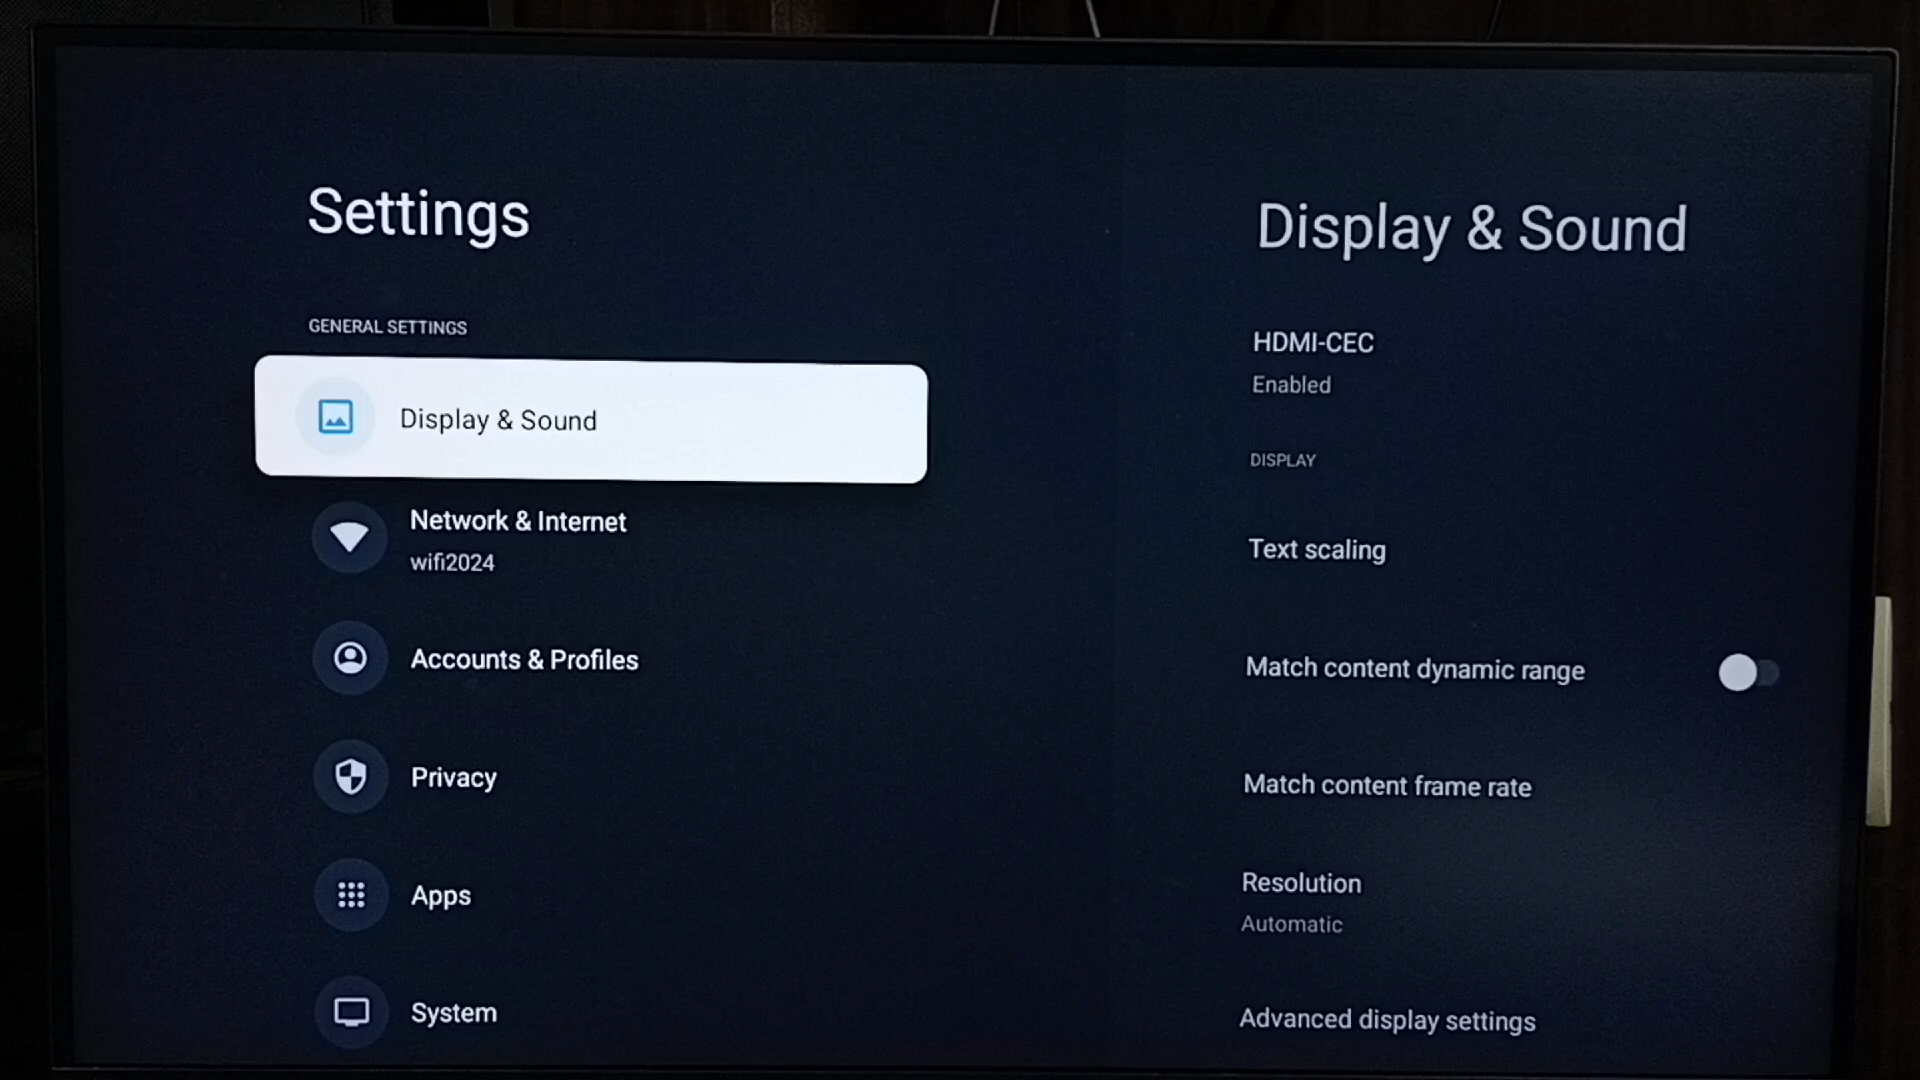 Settings
GENERAL SETTINGS
Display & Sound
Network & Internet
wifi2024
Accounts & Profiles
Privacy
Apps
System
Display & Sound
HDMI-CEC
Enabled
DISPLAY
Text scaling
Match content dynamic range
Match content frame rate
Resolution
Automatic
Advanced display settings